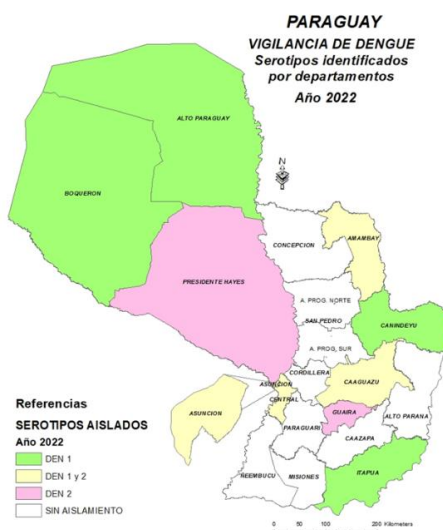 PARAGUAY
VIGILANCIA DE DENGUE
Serotipos identificados
por departamentos
Año 2022
ALTO PARAGUAY
N
BOQUERON
CONCEPCION
AMAMBAY
PRESIDENTE HAYES
A. PROG. NORTE
SAN PEDRO
CANINDEYU
A. PROG, SUR
CORDILLERA
ASUNCION
CAAGUAZU
CENTRAL
ASUNCION
GUAIRA
ALTO PARANA
PARAGUARI
CAAZAPA
ÑEEMBUCU
MISIONES
ITAPUA
Referencias
SEROTIPOS AISLADOS
Año 2022
DEN 1
DEN 1 y 2
DEN 2
SIN AISLAMIENTO
0 50 100 200 Kilometers